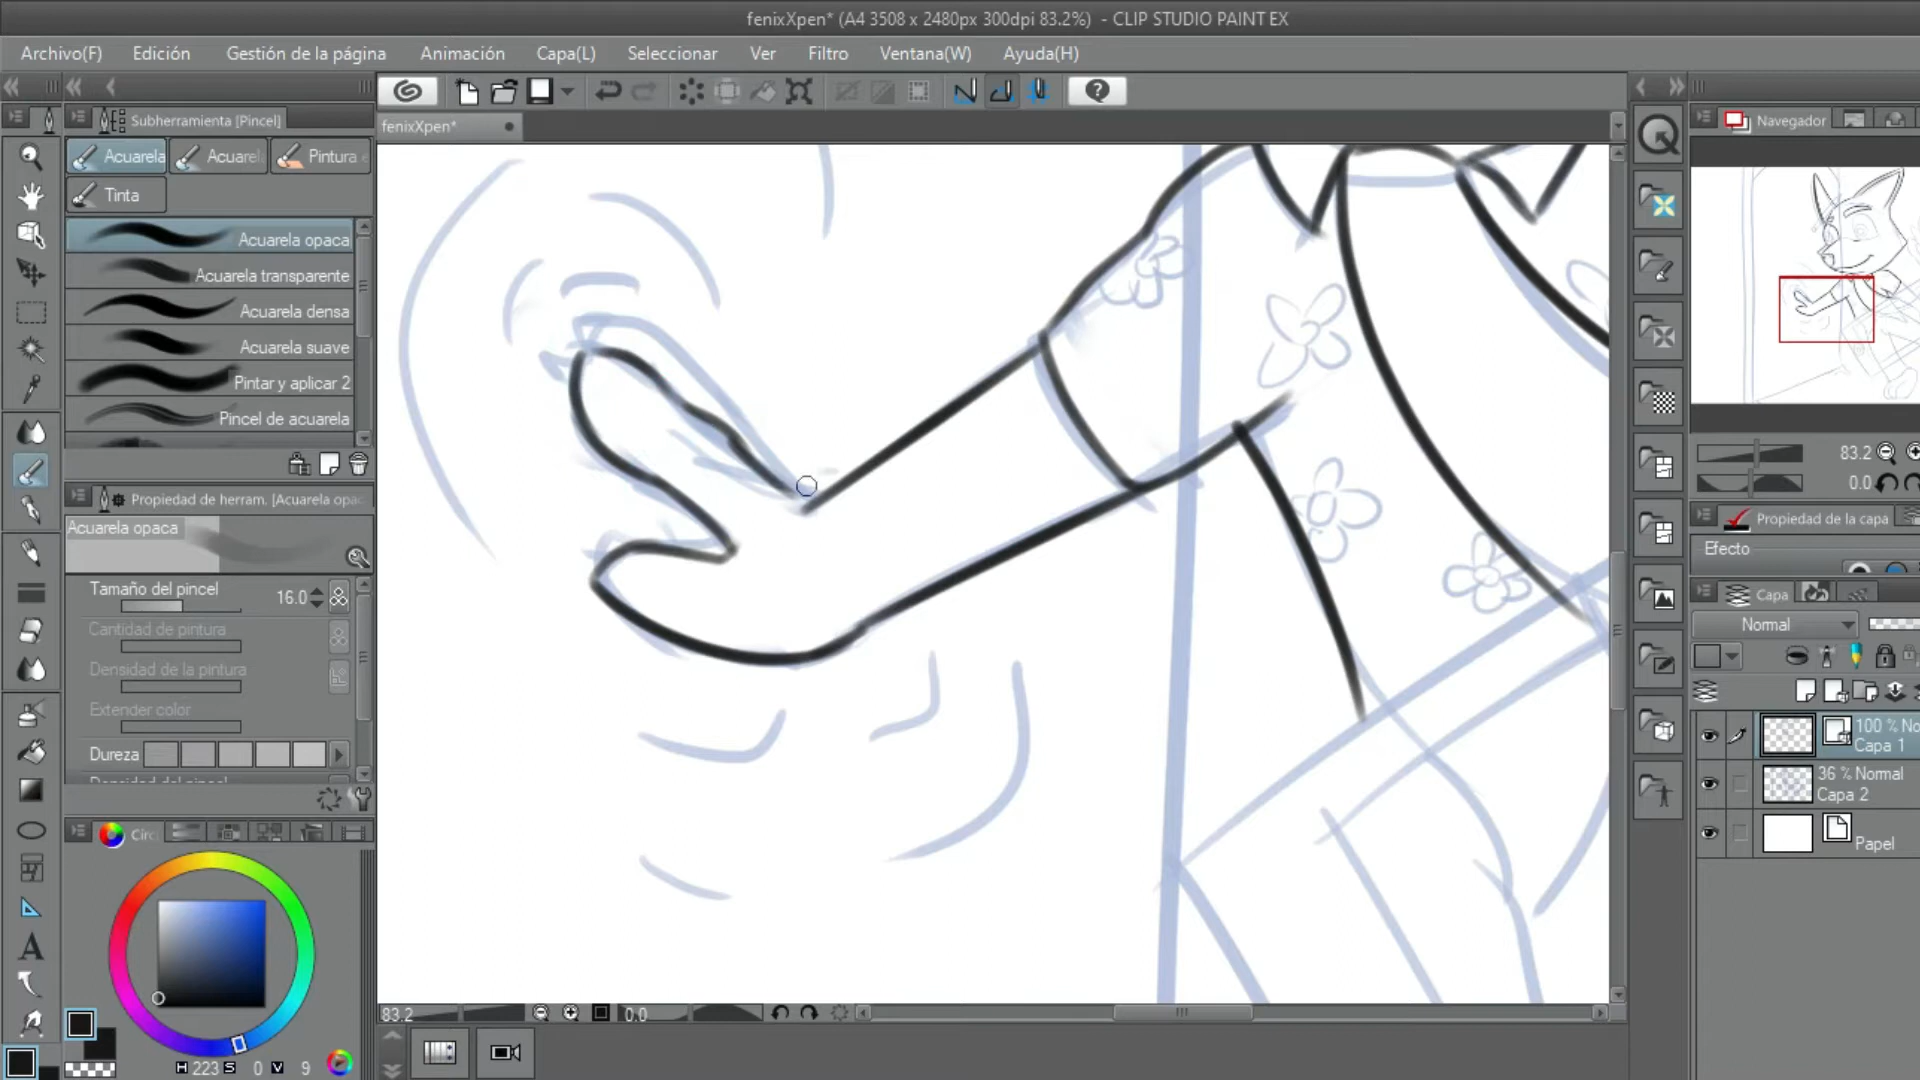 fenixXpen* (A4 3508 x 2480px 300dpi 83.2%) - CLIP STUDIO PAINT EX
Archivo(F) Edición Gestión de la página Animación Capa(L) Seleccionar Ver Filtro Ventana(W) Ayuda(H)
fenixXpen*
Subherramienta [Pincel]
Acuarela Acuarel Pintura e
Tinta
Acuarela opaca
Acuarela transparente
Acuarela densa
Acuarela suave
Pintar y aplicar 2
Pincel de acuarela
Propiedad de herram. [Acuarela opac
Acuarela opaca
Tamaño del pincel 16.0
Cantidad de pintura
Densidad de la pintura
Extender color
Dureza
Círc
H 223 S 0 V 9
83.2 0.0
Navegador
83.2
0.0
Propiedad de la capa
Efecto
Capa
Normal
100 % No
Capa 1
36 % Normal
Capa 2
Papel